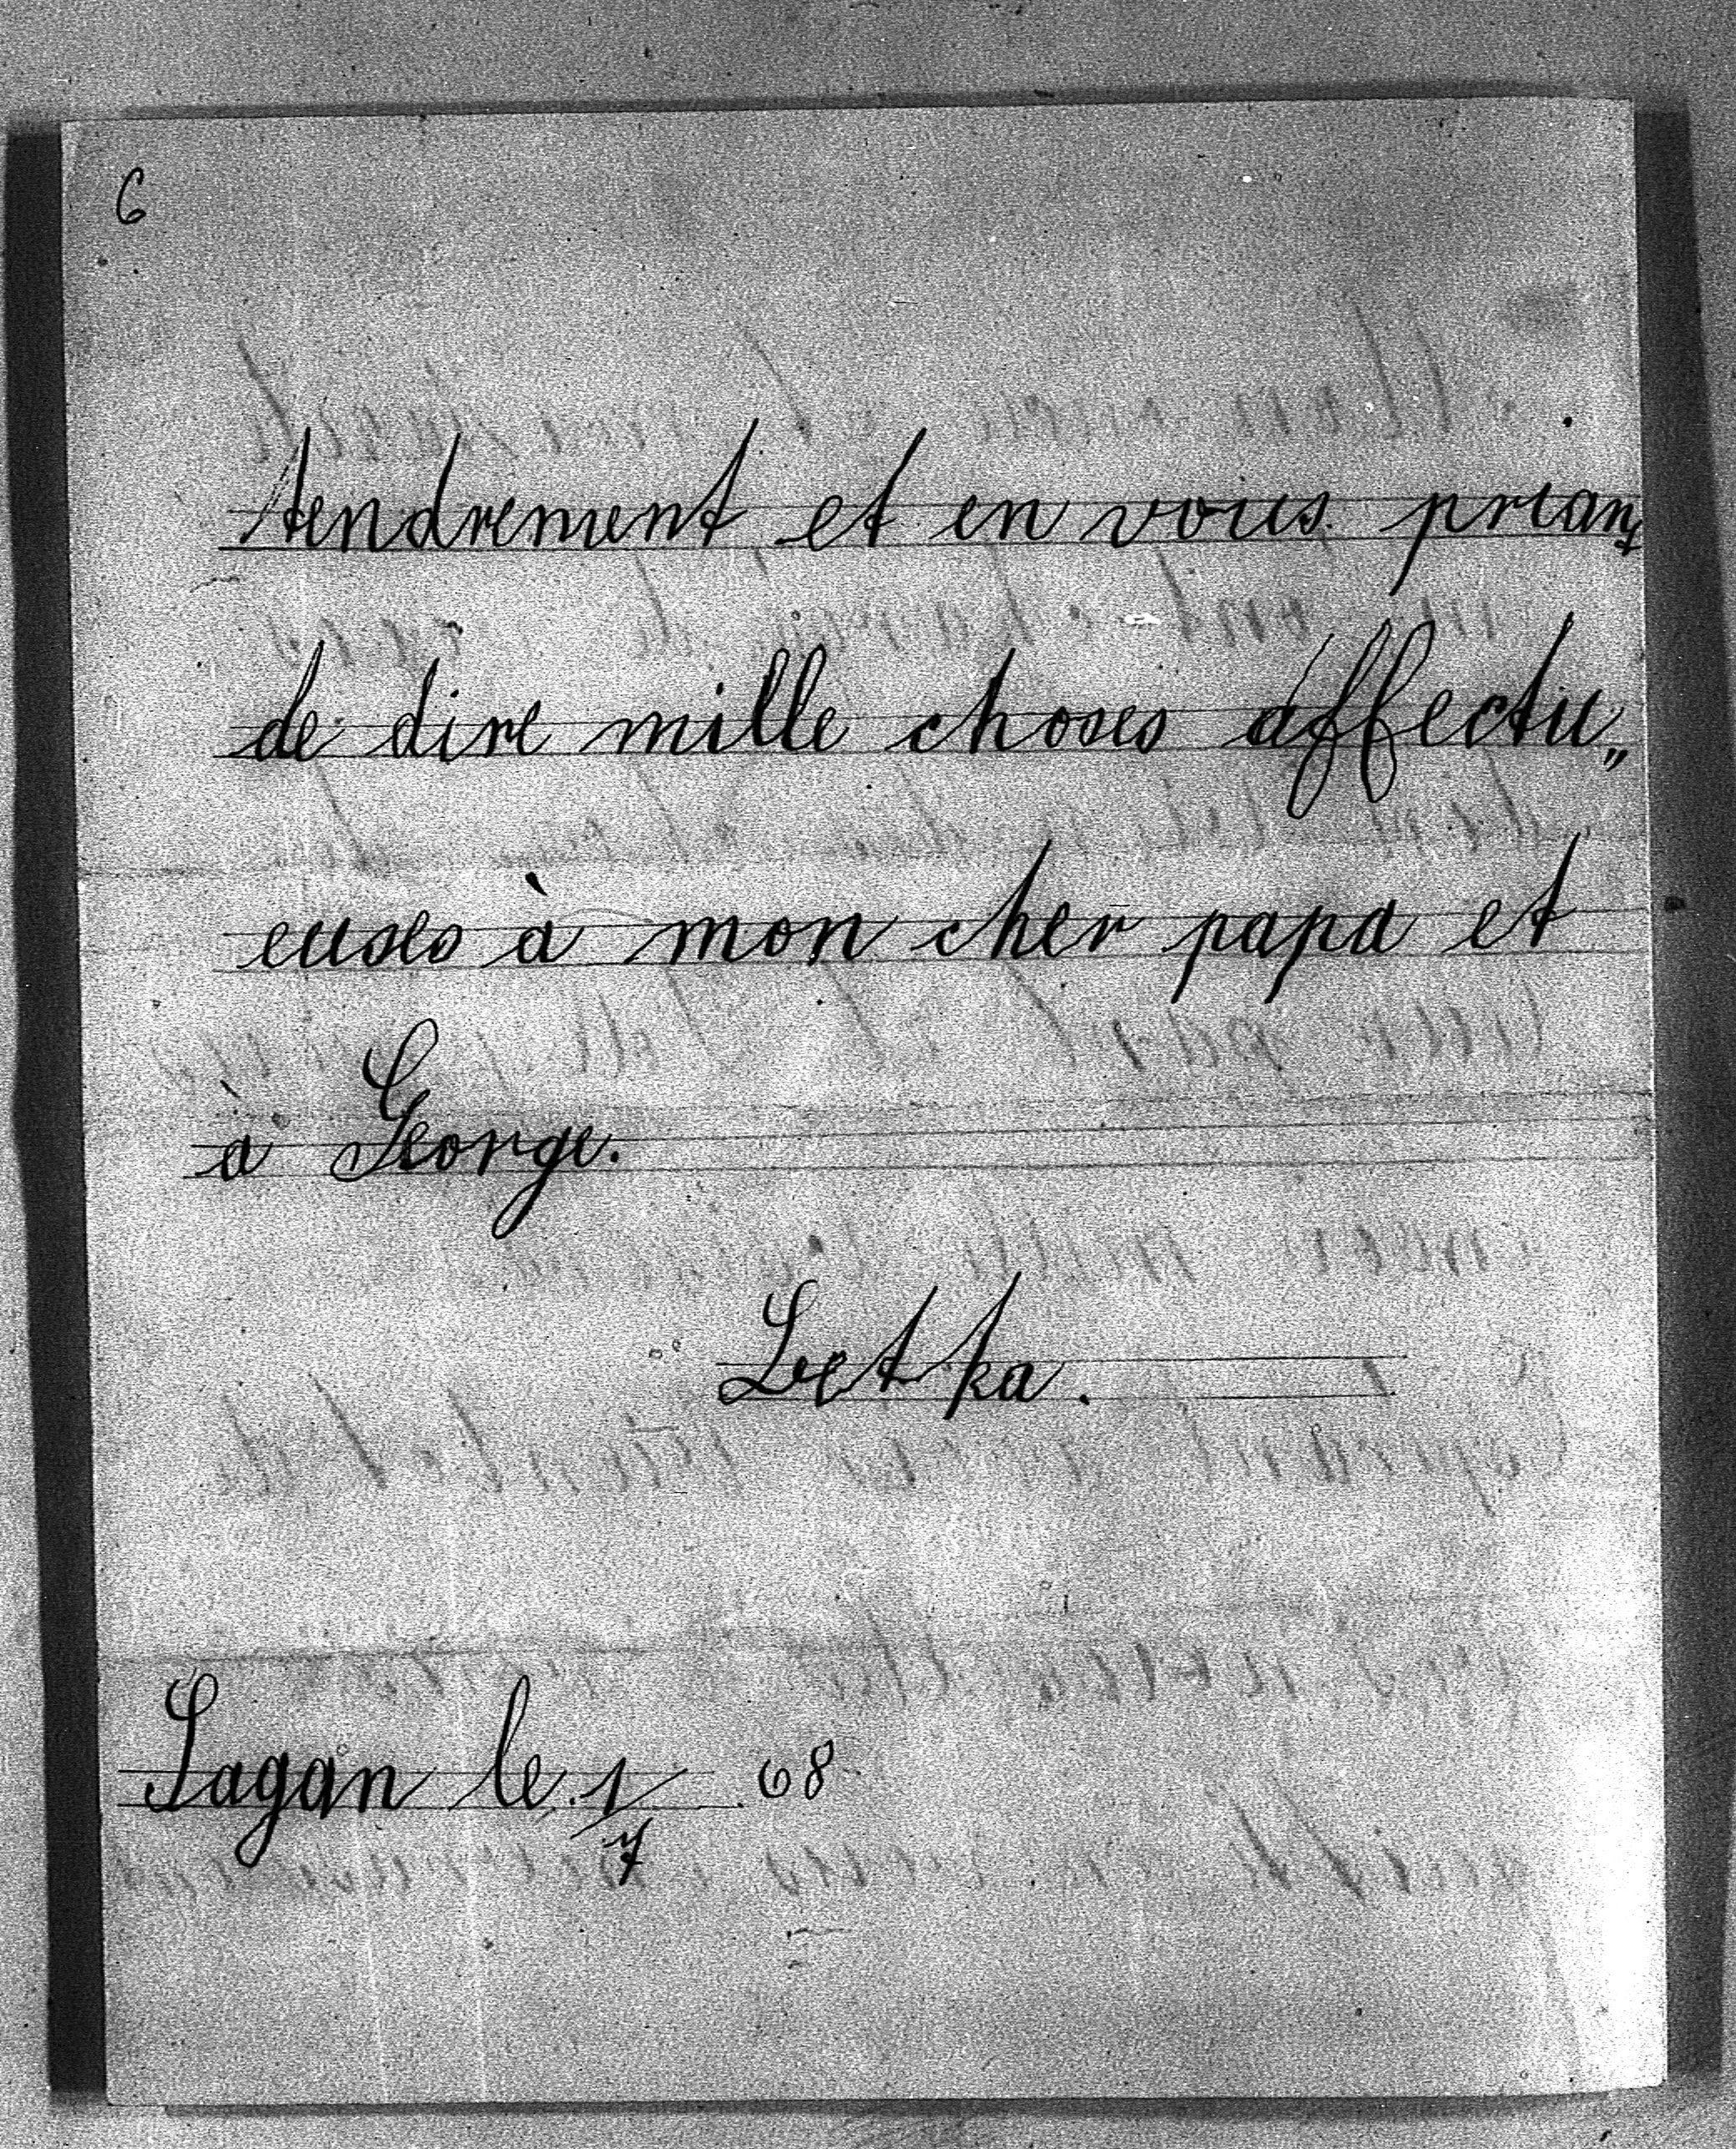 6
tendrement et en vous priant
de dire mille choses affectu„
euses à mon cher papa et
à George.
Letka.
Sagan le 1/7 68